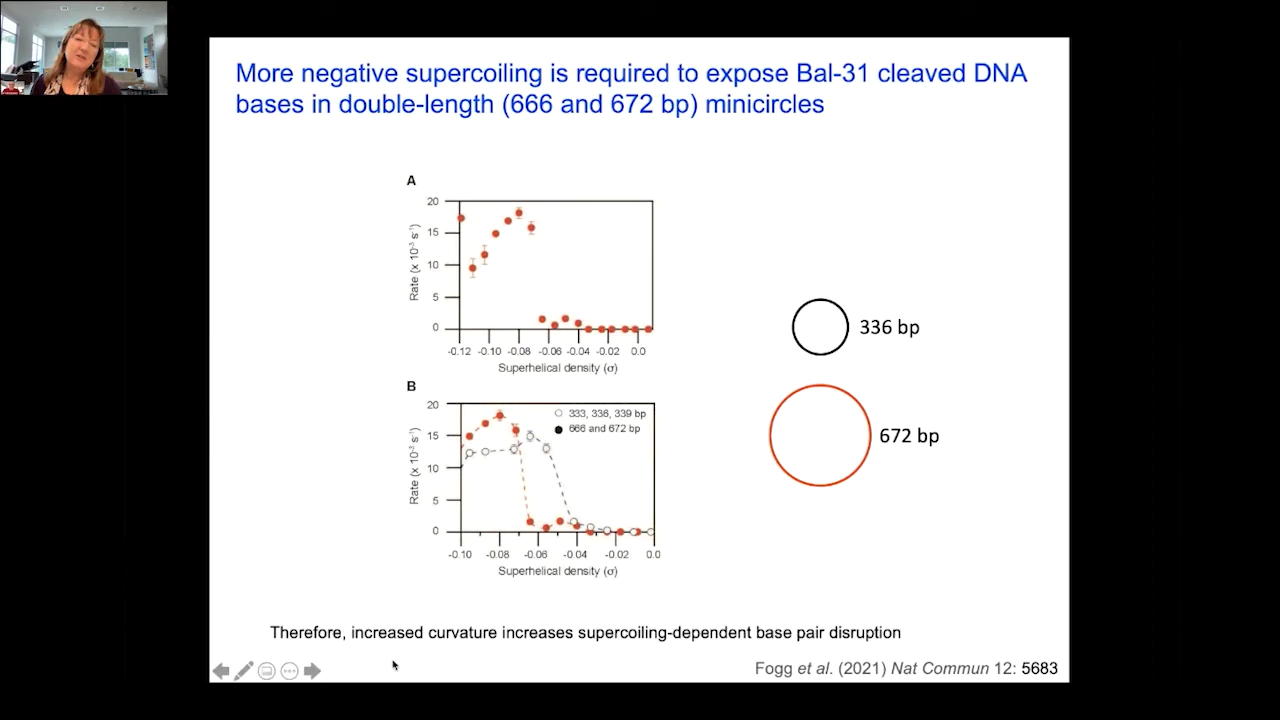 More negative supercoiling is required to expose Bal-31 cleaved DNA
bases in double-length (666 and 672 bp) minicircles
A
20
15
10
5
0
Rate (x 10⁻³ s⁻¹)
-0.12 -0.10 -0.08 -0.06 -0.04 -0.02 0.0
Superhelical density (σ)
B
20
15
10
5
0
Rate (x 10⁻³ s⁻¹)
333, 336, 339 bp
666 and 672 bp
-0.10 -0.08 -0.06 -0.04 -0.02 0.0
Superhelical density (σ)
336 bp
672 bp
Therefore, increased curvature increases supercoiling-dependent base pair disruption
Fogg et al. (2021) Nat Commun 12: 5683